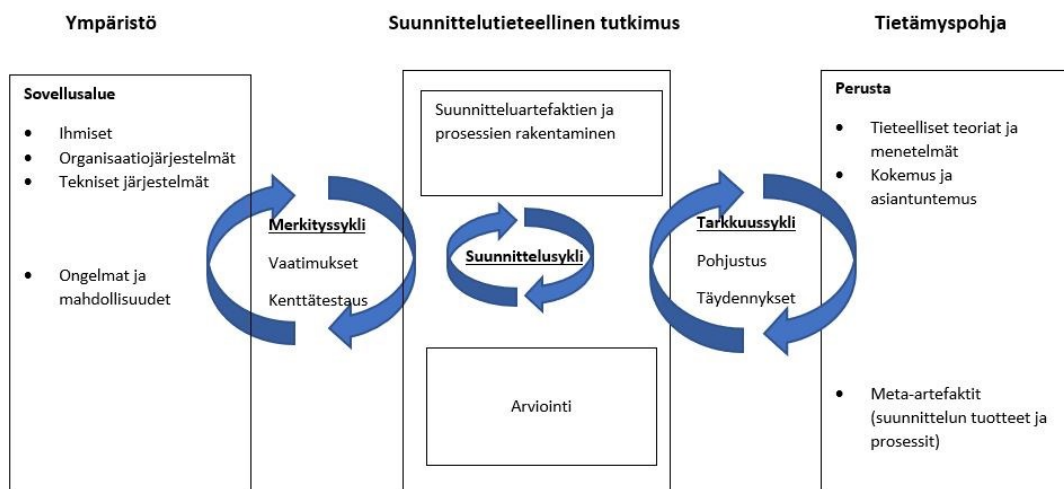 Ympäristö
Suunnittelutieteellinen tutkimus
Tietämyspohja
Sovellusalue
• Ihmiset
• Organisaatiojärjestelmät
• Tekniset järjestelmät
• Ongelmat ja
mahdollisuudet
Merkityssykli
Vaatimukset
Kenttätestaus
Suunnitteluartefaktien ja
prosessien rakentaminen
Suunnittelusykli
Arviointi
Tarkkuussykli
Pohjustus
Täydennykset
Perusta
• Tieteelliset teoriat ja
menetelmät
• Kokemus ja
asiantuntemus
• Meta-artefaktit
(suunnittelun tuotteet ja
prosessit)